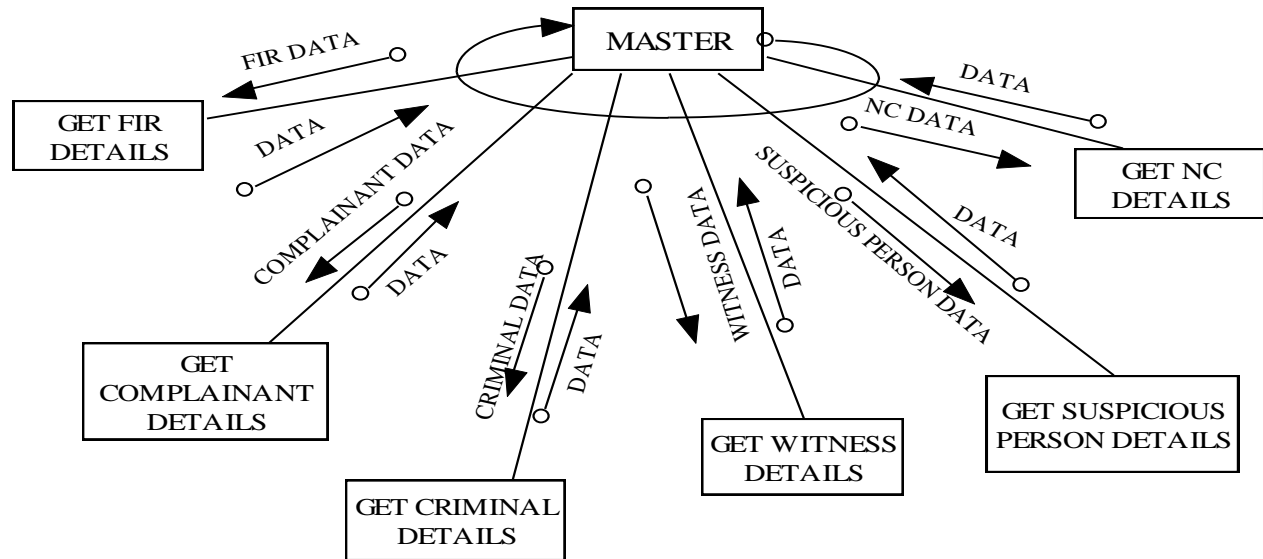 MASTER
FIR DATA
DATA
GET FIR
DETAILS
DATA
NC DATA
GET NC
DETAILS
COMPLAINANT DATA
DATA
GET
COMPLAINANT
DETAILS
CRIMINAL DATA
DATA
GET CRIMINAL
DETAILS
WITNESS DATA
DATA
GET WITNESS
DETAILS
SUSPICIOUS PERSON DATA
DATA
GET SUSPICIOUS
PERSON DETAILS